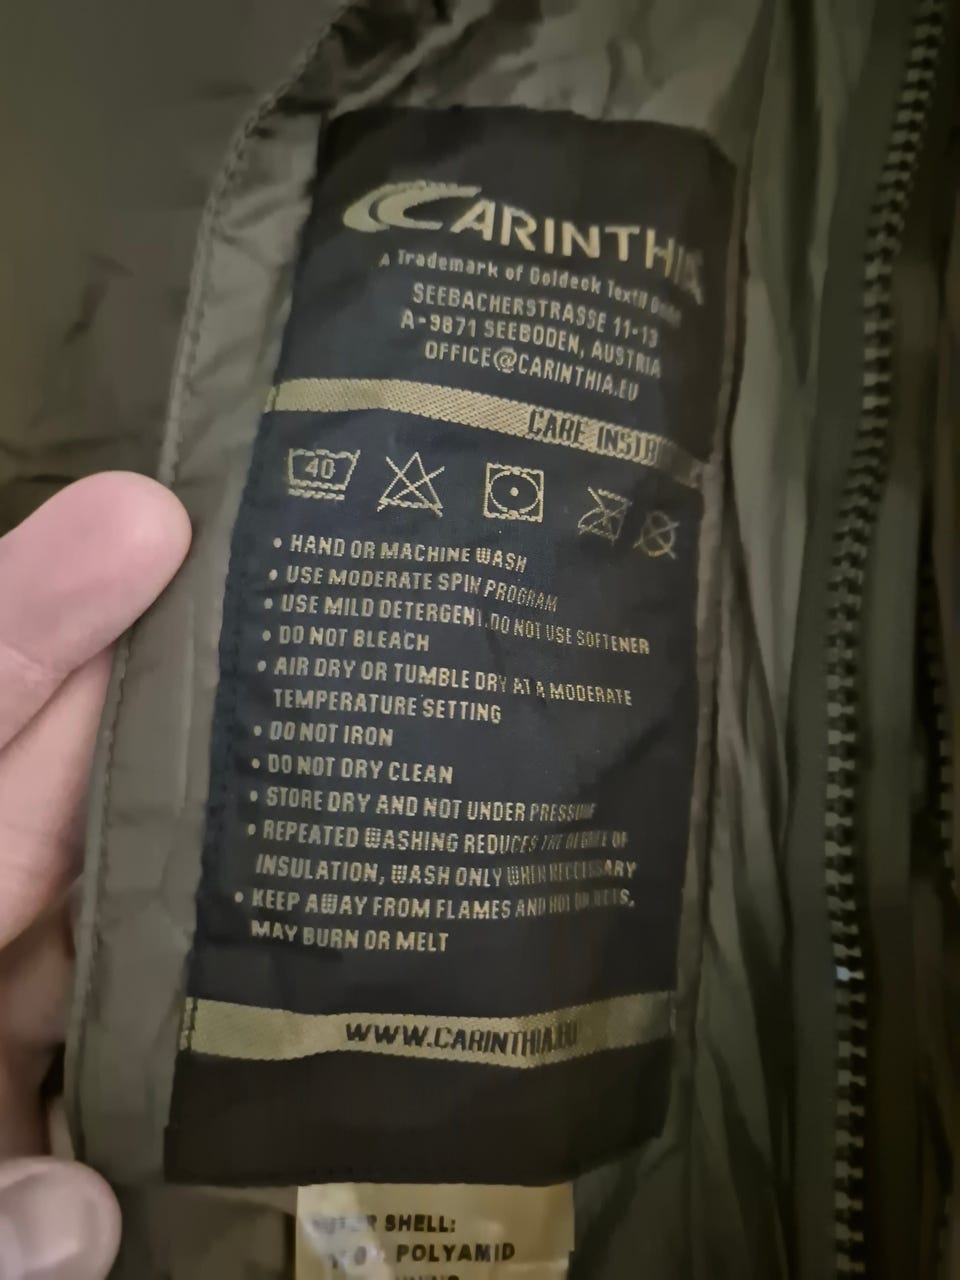 CARINTHIA
A Trademark of Goldeck Textil GmbH
SEEBACHERSTRASSE 11-13
A-9871 SEEBODEN, AUSTRIA
OFFICE@CARINTHIA.EU
CARE
40
• HAND OR MACHINE WASH
• USE MODERATE SPIN PROGRAM
• USE MILD DETERGENT. DO NOT USE SOFTENER
• DO NOT BLEACH
• AIR DRY OR TUMBLE DRY AT A MODERATE
TEMPERATURE SETTING
• DO NOT IRON
• DO NOT DRY CLEAN
• STORE DRY AND NOT UNDER PRESSURE
• REPEATED WASHING REDUCES THE DEGREE OF
INSULATION, WASH ONLY WHEN NECCESSARY
• KEEP AWAY FROM FLAMES AND HOT
MAY BURN OR MELT
WWW.CARINTHIA.EU
SHELL:
POLYAMID